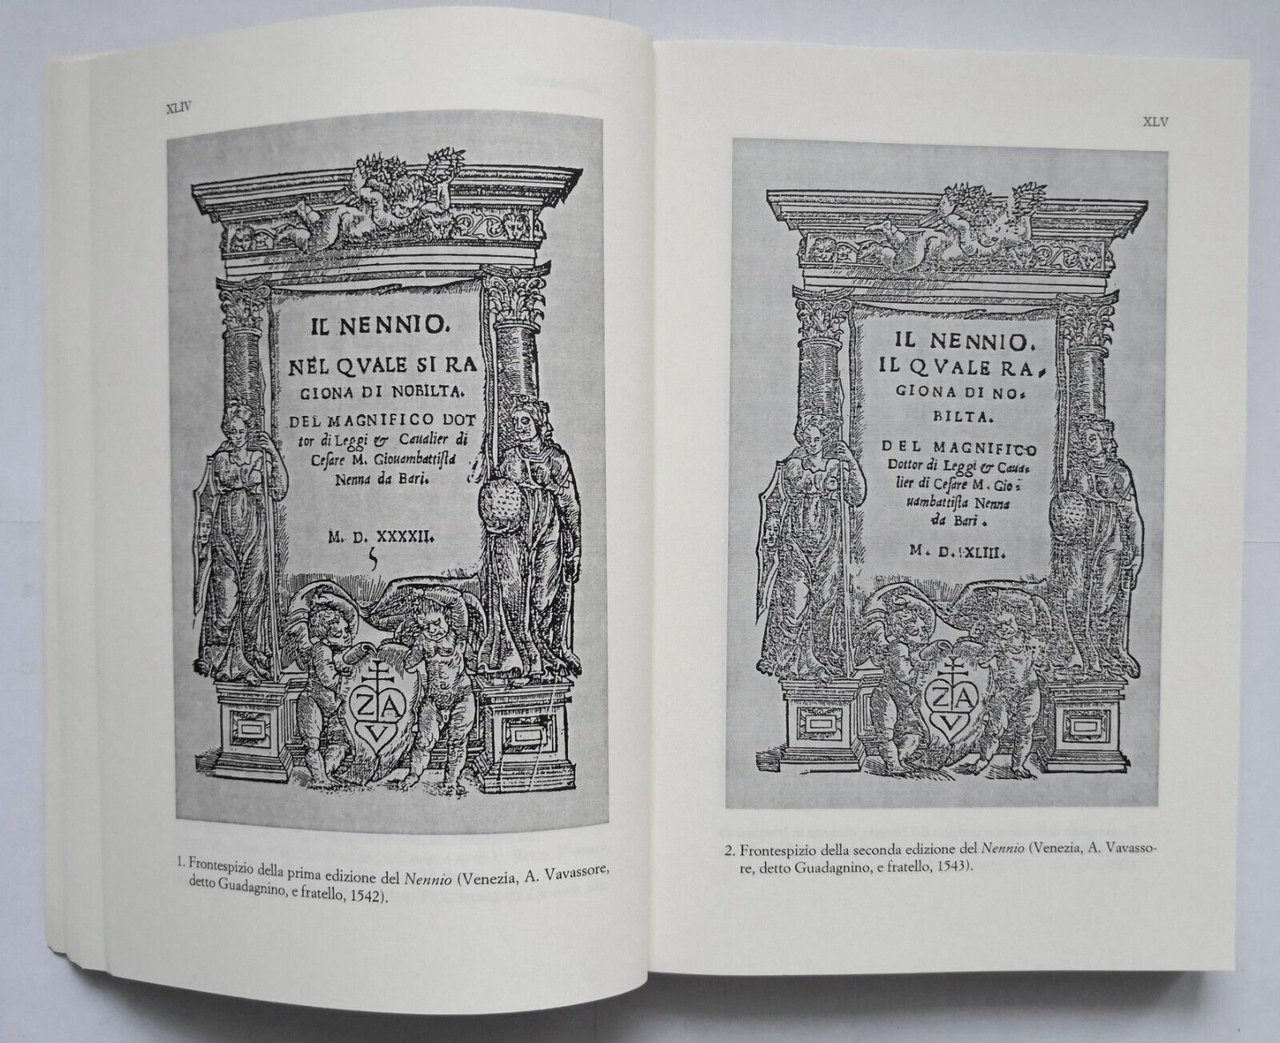 XLIV
IL NENNIO.
NEL QVALE SI RA
GIONA DI NOBILTA.
DEL MAGNIFICO DOT
tor di Leggi & Caualier di
Cesare M. Giouambattista
Nenna da Bari.
M. D. XXXXII.
Z A
V
1. Frontespizio della prima edizione del Nennio (Venezia, A. Vavassore,
detto Guadagnino, e fratello, 1542).
XLV
IL NENNIO.
IL QVALE RA-
GIONA DI NO-
BILTA.
DEL MAGNIFICO
Dottor di Leggi & Caua-
lier di Cesare M. Gio-
uambattista Nenna
da Bari.
M. D. XLIII.
Z A
V
2. Frontespizio della seconda edizione del Nennio (Venezia, A. Vavasso-
re, detto Guadagnino, e fratello, 1543).